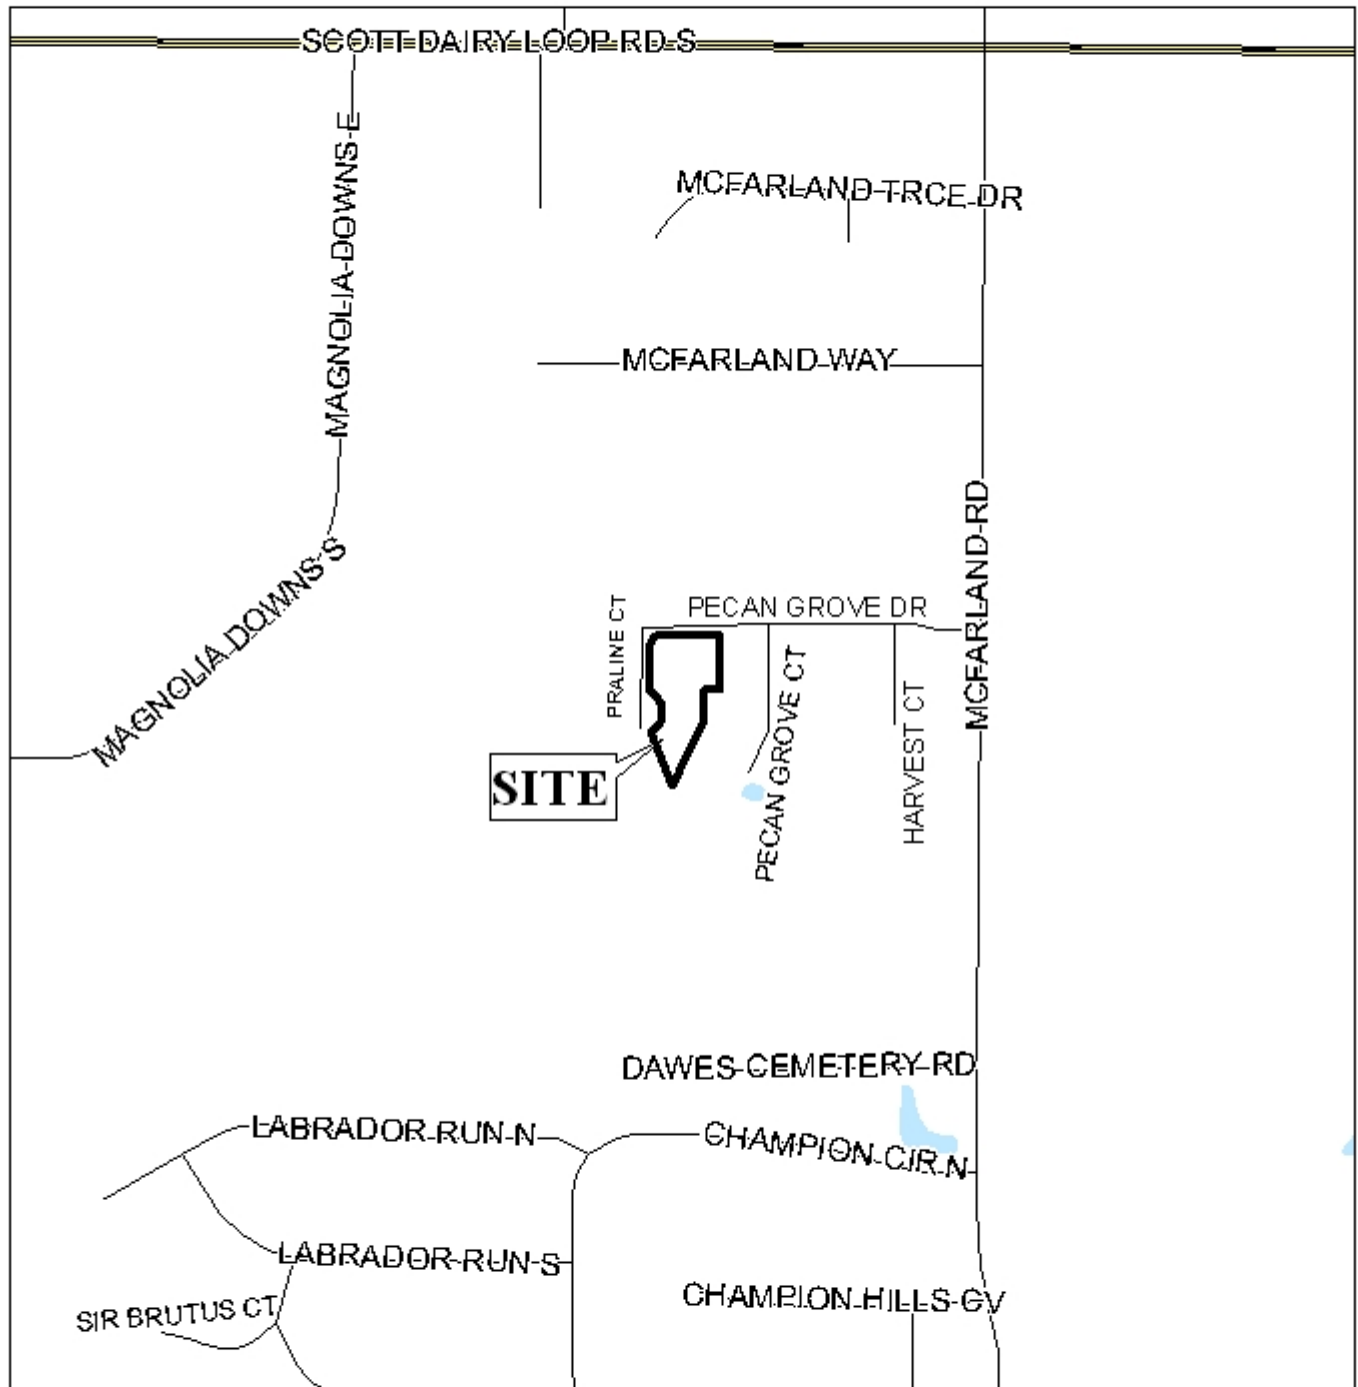 SCOTT DAIRY LOOP RD S
MAGNOLIA DOWNS E
MCFARLAND TRCE DR
MCFARLAND WAY
MCFARLAND RD
MAGNOLIA DOWNS S
PRALINE CT
PECAN GROVE DR
PECAN GROVE CT
HARVEST CT
SITE
DAWES CEMETERY RD
LABRADOR RUN N
CHAMPION CIR N
LABRADOR RUN S
CHAMPION HILLS CV
SIR BRUTUS CT